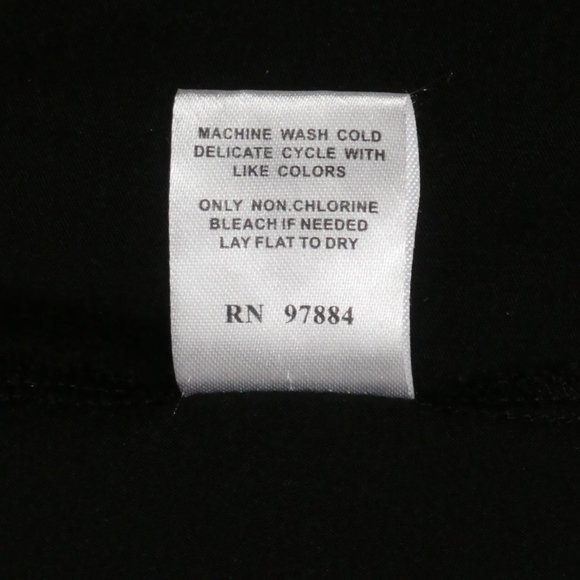 MACHINE WASH COLD
DELICATE CYCLE WITH
LIKE COLORS
ONLY NON.CHLORINE
BLEACH IF NEEDED
LAY FLAT TO DRY
RN 97884